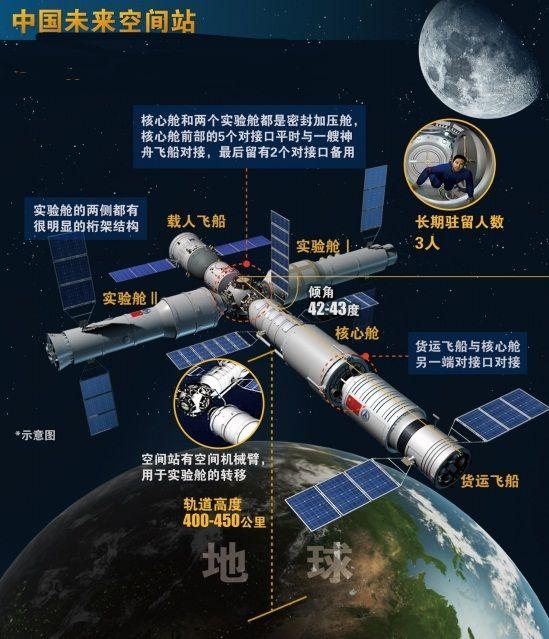 中国未来空间站
核心舱和两个实验舱都是密封加压舱,
核心舱前部的5个对接口平时与一艘神
舟飞船对接，最后留有2个对接口备用
实验舱的两侧都有
很明显的桁架结构
载人飞船
实验舱Ⅰ
长期驻留人数
3人
实验舱Ⅱ
倾角
42-43度
核心舱
货运飞船与核心舱
另一端对接口对接
*示意图
空间站有空间机械臂,
用于实验舱的转移
货运飞船
轨道高度
400-450公里
地球